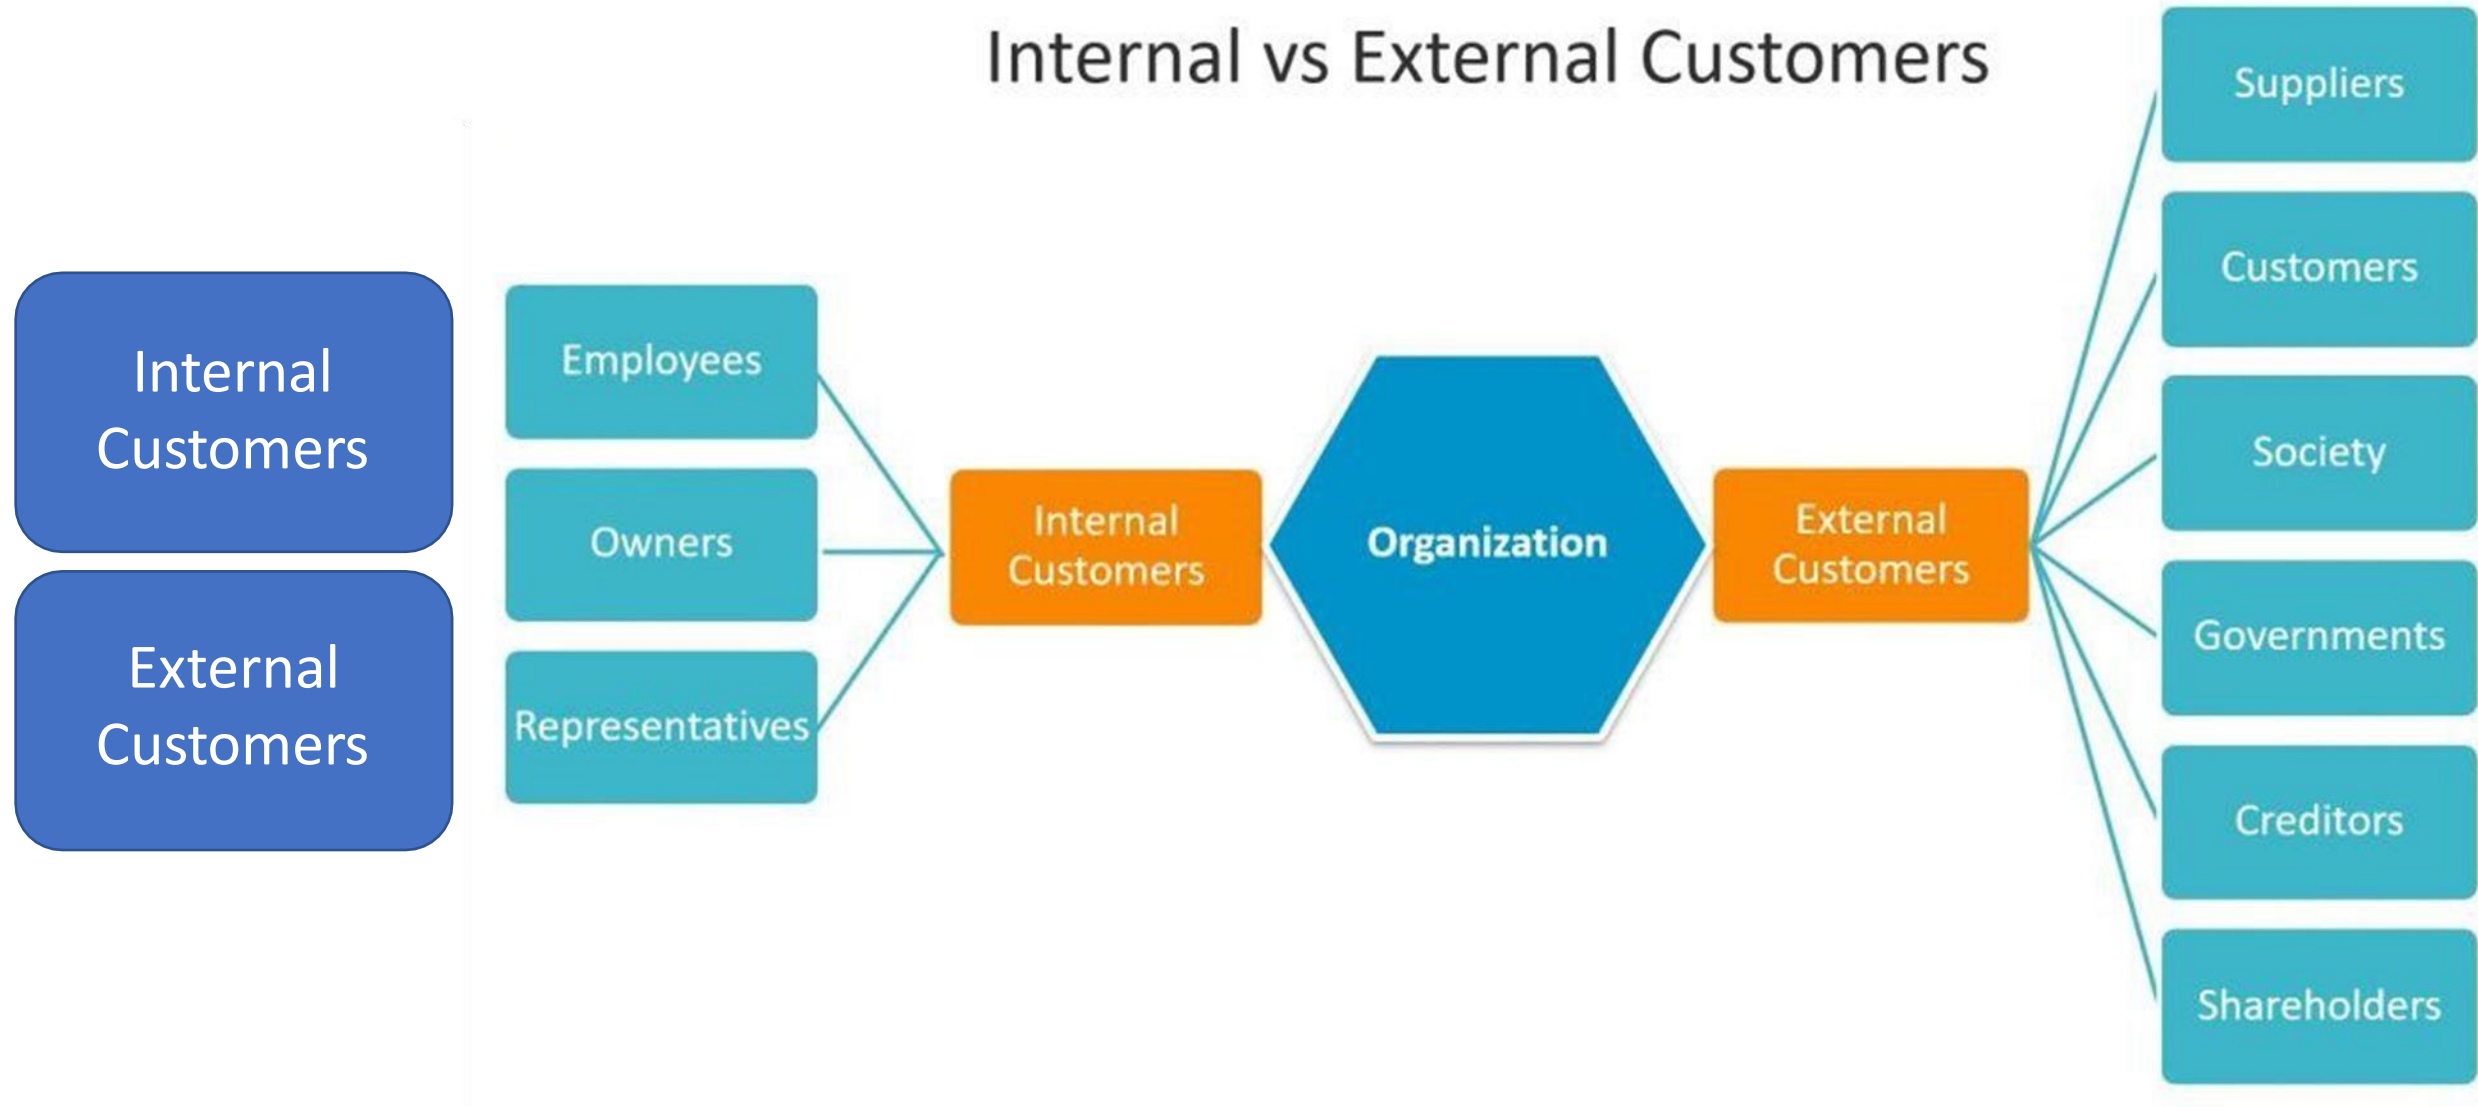 Internal vs External Customers
Internal
Customers
External
Customers
Employees
Owners
Representatives
Internal
Customers
Organization
External
Customers
Suppliers
Customers
Society
Governments
Creditors
Shareholders